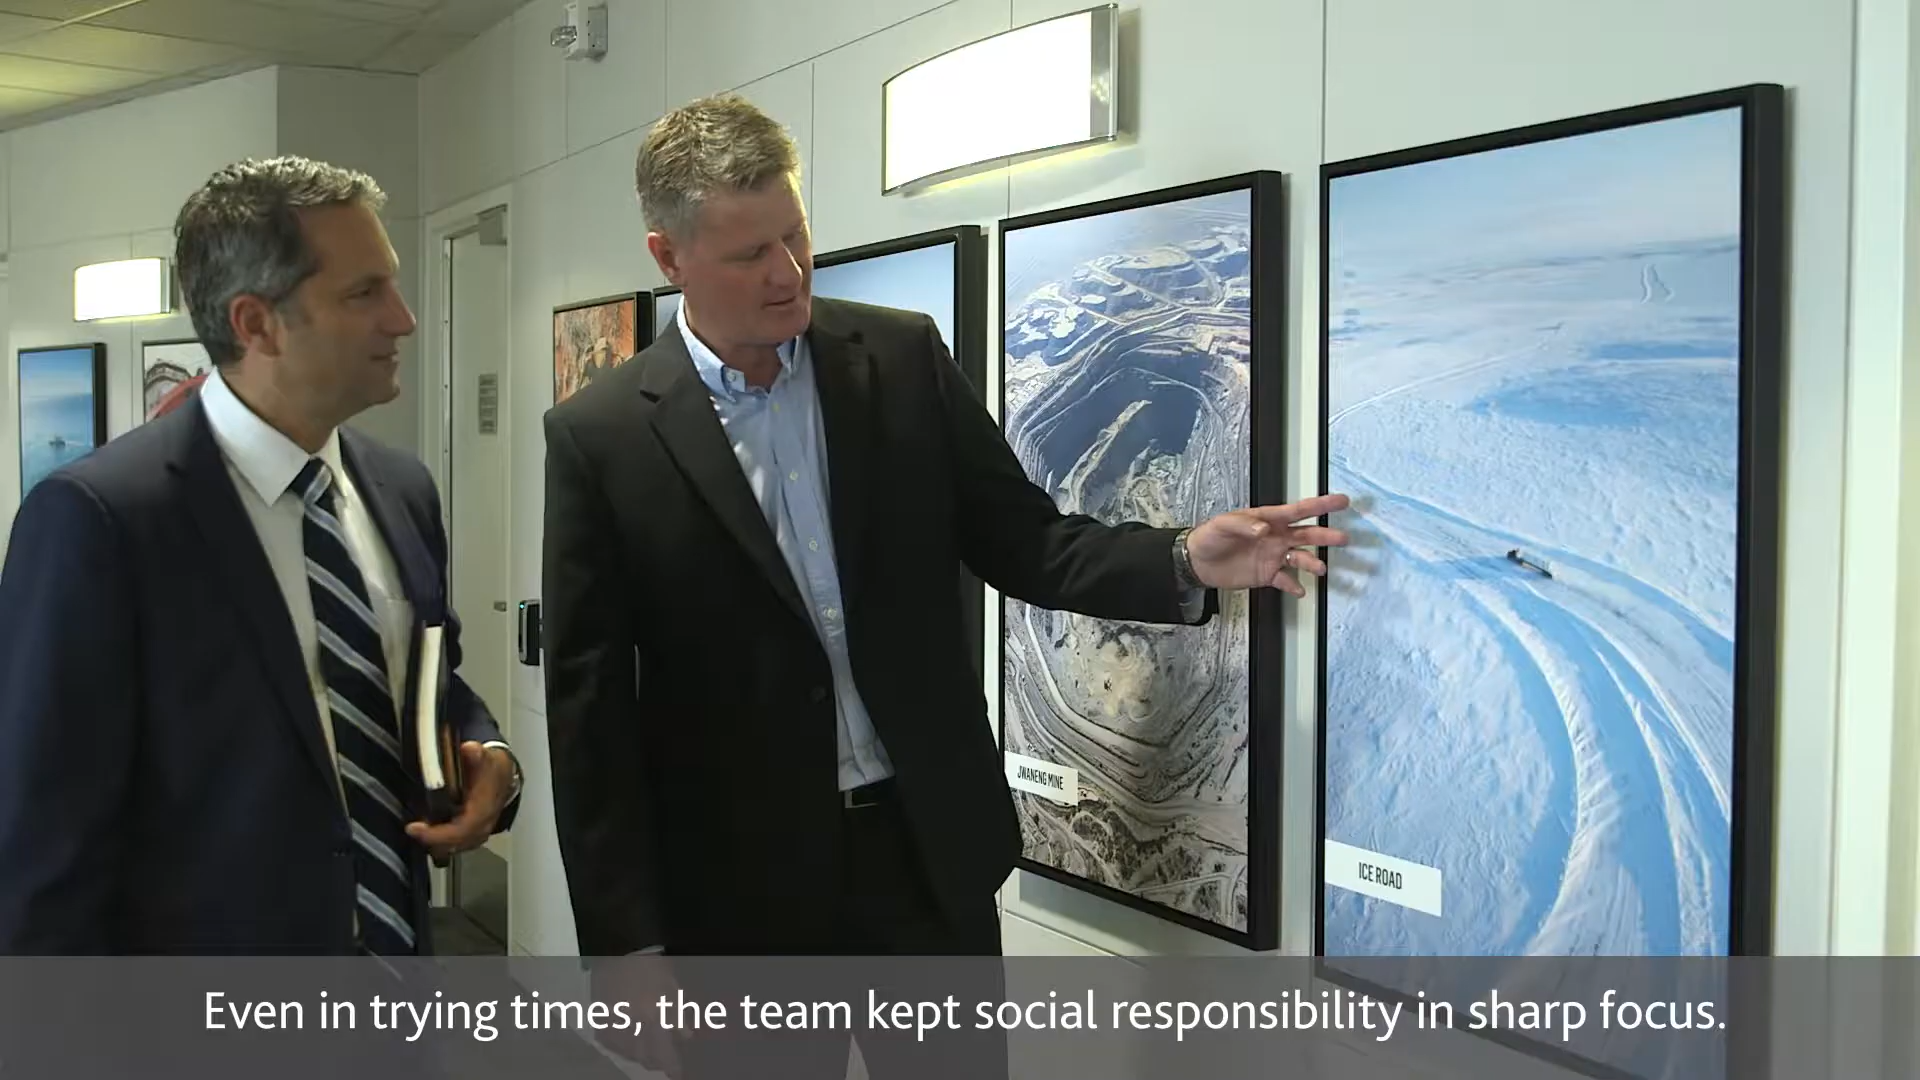 JWANENG MINE
ICE ROAD
Even in trying times, the team kept social responsibility in sharp focus.